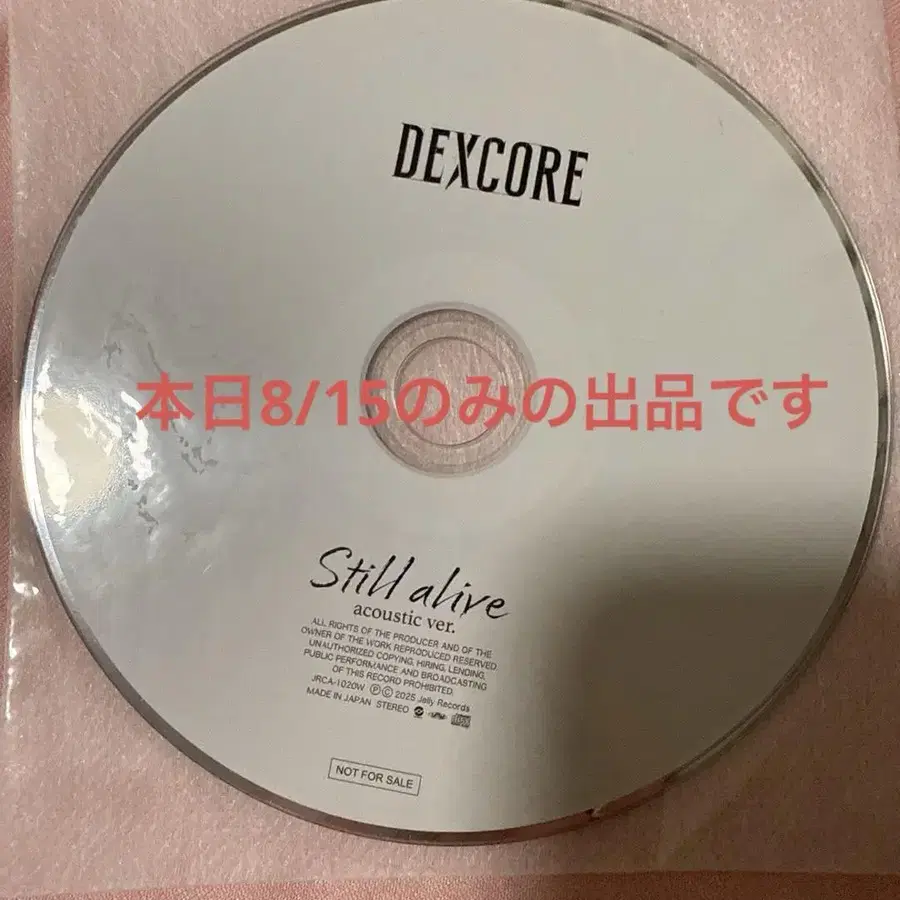 DEXCORE
本日8/15のみの出品です
Still alive
acoustic ver.
ALL RIGHTS OF THE PRODUCER AND OF THE
OWNER OF THE WORK REPRODUCED RESERVED.
UNAUTHORIZED COPYING, HIRING, LENDING,
PUBLIC PERFORMANCE AND BROADCASTING
OF THIS RECORD PROHIBITED.
JRCA-1020W ℗© 2025 Jelly Records
MADE IN JAPAN STEREO
NOT FOR SALE